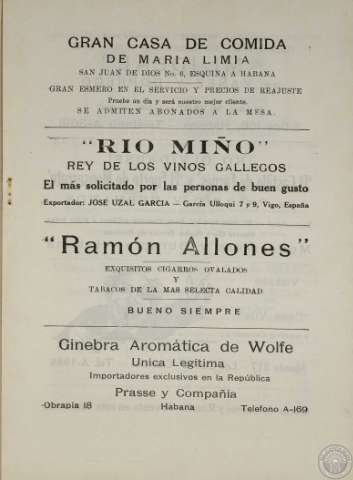 GRAN CASA DE COMIDA
DE MARIA LIMIA
SAN JUAN DE DIOS No. 6, ESQUINA A HABANA
GRAN ESMERO EN EL SERVICIO Y PRECIOS DE REAJUSTE
Pruebe un día y será nuestro mejor cliente.
SE ADMITEN ABONADOS A LA MESA.
"RIO MIÑO"
REY DE LOS VINOS GALLEGOS
El más solicitado por las personas de buen gusto
Exportador: JOSE UZAL GARCIA — García Ulloqui 7 y 9, Vigo, España
"Ramón Allones"
EXQUISITOS CIGARROS OVALADOS
Y
TABACOS DE LA MAS SELECTA CALIDAD
BUENO SIEMPRE
Ginebra Aromática de Wolfe
Unica Legítima
Importadores exclusivos en la República
Prasse y Compañia
Obrapia 18 Habana Telefono A-169